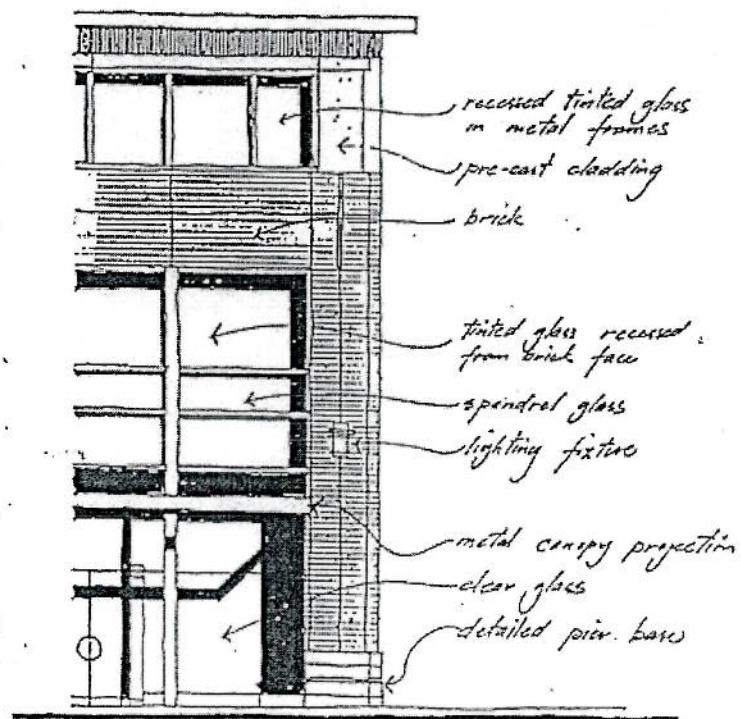 recessed tinted glass
in metal frames
pre-cast cladding
brick
tinted glass recessed
from brick face
spandrel glass
lighting fixture
metal canopy projection
clear glass
detailed pier base